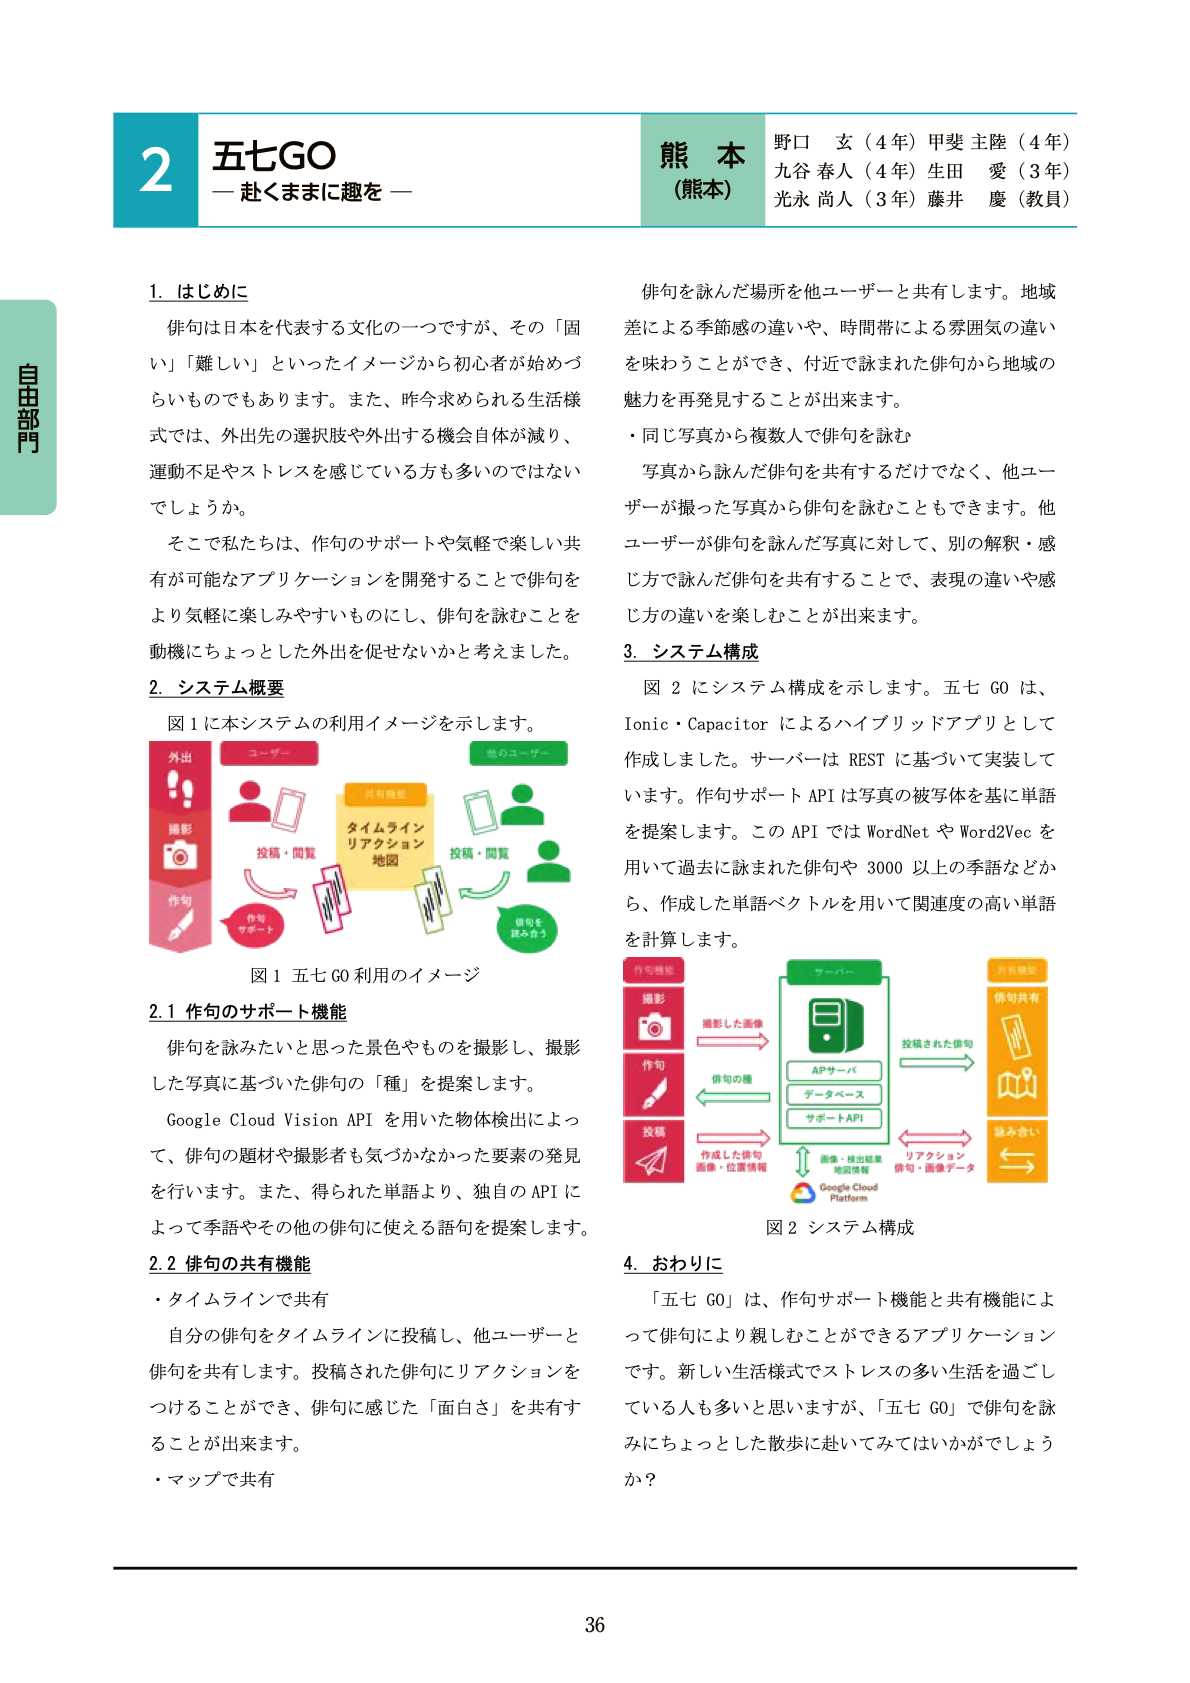 2
五七GO
― 赴くままに趣を ―
熊 本
(熊本)
野口 玄（４年）甲斐 主陸（４年）
九谷 春人（４年）生田 愛（３年）
光永 尚人（３年）藤井 慶（教員）
自由部門
1. はじめに
俳句は日本を代表する文化の一つですが、その「固
い」「難しい」といったイメージから初心者が始めづ
らいものでもあります。また、昨今求められる生活様
式では、外出先の選択肢や外出する機会自体が減り、
運動不足やストレスを感じている方も多いのではない
でしょうか。
そこで私たちは、作句のサポートや気軽で楽しい共
有が可能なアプリケーションを開発することで俳句を
より気軽に楽しみやすいものにし、俳句を詠むことを
動機にちょっとした外出を促せないかと考えました。
2. システム概要
図１に本システムの利用イメージを示します。
外出
撮影
作句
ユーザー
他のユーザー
共有機能
タイムライン
リアクション
地図
投稿・閲覧
投稿・閲覧
作句
サポート
俳句を
詠み合う
図１ 五七 GO 利用のイメージ
2.1 作句のサポート機能
俳句を詠みたいと思った景色やものを撮影し、撮影
した写真に基づいた俳句の「種」を提案します。
Google Cloud Vision API を用いた物体検出によっ
て、俳句の題材や撮影者も気づかなかった要素の発見
を行います。また、得られた単語より、独自の API に
よって季語やその他の俳句に使える語句を提案します。
2.2 俳句の共有機能
・タイムラインで共有
自分の俳句をタイムラインに投稿し、他ユーザーと
俳句を共有します。投稿された俳句にリアクションを
つけることができ、俳句に感じた「面白さ」を共有す
ることが出来ます。
・マップで共有
俳句を詠んだ場所を他ユーザーと共有します。地域
差による季節感の違いや、時間帯による雰囲気の違い
を味わうことができ、付近で詠まれた俳句から地域の
魅力を再発見することが出来ます。
・同じ写真から複数人で俳句を詠む
写真から詠んだ俳句を共有するだけでなく、他ユー
ザーが撮った写真から俳句を詠むこともできます。他
ユーザーが俳句を詠んだ写真に対して、別の解釈・感
じ方で詠んだ俳句を共有することで、表現の違いや感
じ方の違いを楽しむことが出来ます。
3. システム構成
図 2 にシステム構成を示します。五七 GO は、
Ionic・Capacitor によるハイブリッドアプリとして
作成しました。サーバーは REST に基づいて実装して
います。作句サポート API は写真の被写体を基に単語
を提案します。この API では WordNet や Word2Vec を
用いて過去に詠まれた俳句や 3000 以上の季語などか
ら、作成した単語ベクトルを用いて関連度の高い単語
を計算します。
作句機能
サーバー
共有機能
撮影
作句
投稿
撮影した画像
俳句の種
作成した俳句
画像・位置情報
APサーバ
データベース
サポートAPI
画像・検出結果
地図情報
Google Cloud
Platform
投稿された俳句
リアクション
俳句・画像データ
俳句共有
詠み合い
図２ システム構成
4. おわりに
「五七 GO」は、作句サポート機能と共有機能によ
って俳句により親しむことができるアプリケーション
です。新しい生活様式でストレスの多い生活を過ごし
ている人も多いと思いますが、「五七 GO」で俳句を詠
みにちょっとした散歩に赴いてみてはいかがでしょう
か？
36